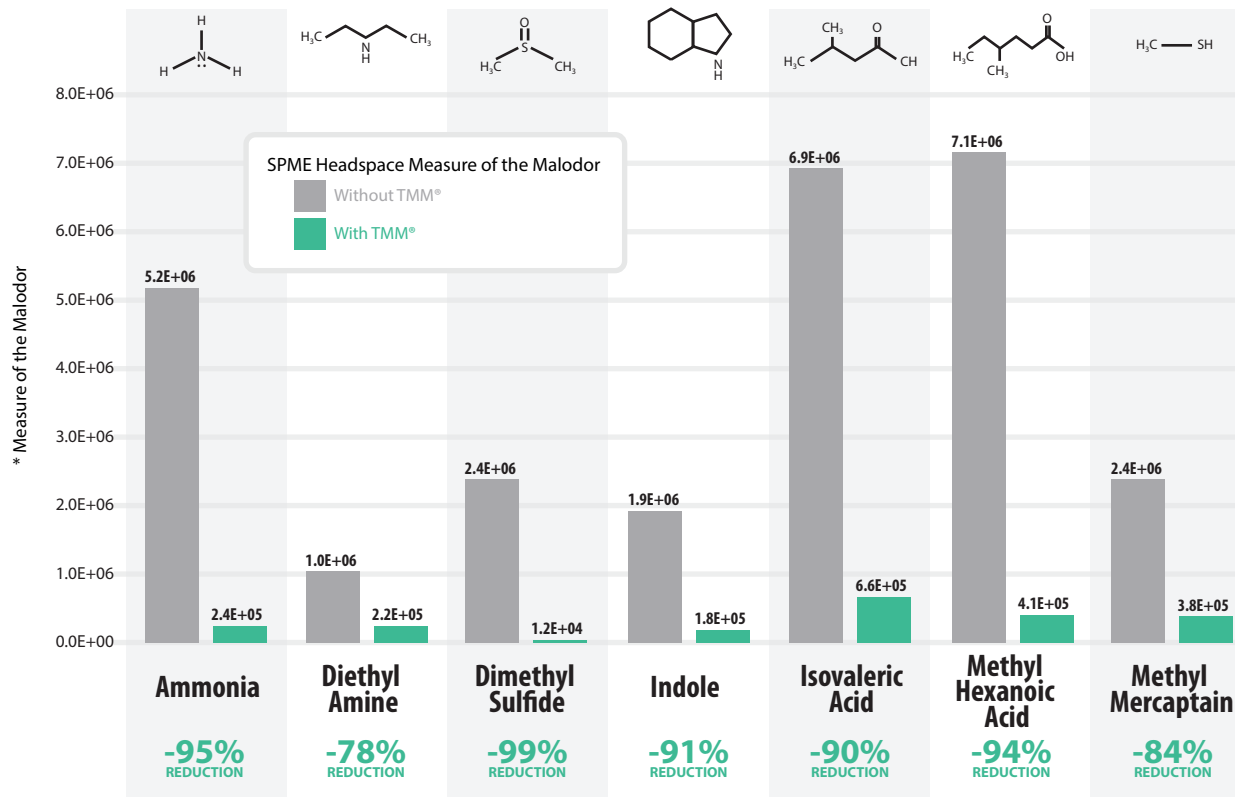 H
N
H
H
H₃C
N
H
CH₃
O
S
H₃C
CH₃
N
H
CH₃
O
H₃C
CH
O
H₃C
CH₃
OH
H₃C
SH
8.0E+06
7.0E+06
6.0E+06
5.0E+06
4.0E+06
3.0E+06
2.0E+06
1.0E+06
0.0E+00
* Measure of the Malodor
SPME Headspace Measure of the Malodor
Without TMM®
With TMM®
5.2E+06
2.4E+05
1.0E+06
2.2E+05
2.4E+06
1.2E+04
1.9E+06
1.8E+05
6.9E+06
6.6E+05
7.1E+06
4.1E+05
2.4E+06
3.8E+05
Ammonia
-95%
REDUCTION
Diethyl
Amine
-78%
REDUCTION
Dimethyl
Sulfide
-99%
REDUCTION
Indole
-91%
REDUCTION
Isovaleric
Acid
-90%
REDUCTION
Methyl
Hexanoic
Acid
-94%
REDUCTION
Methyl
Mercaptain
-84%
REDUCTION